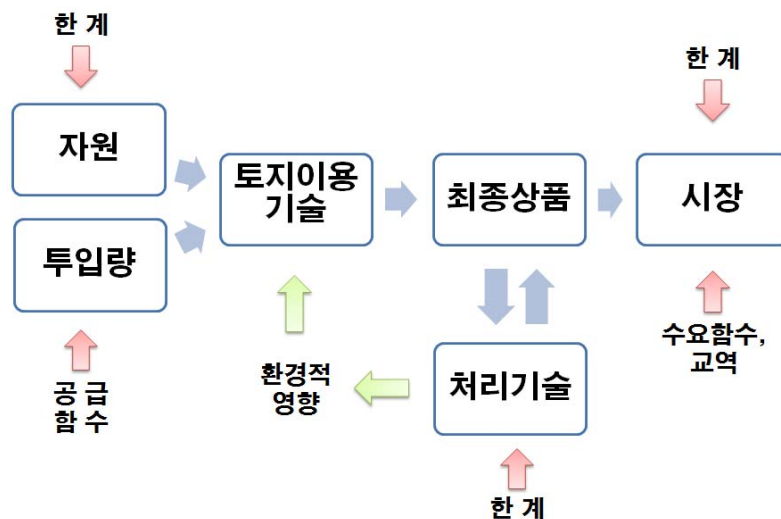 한 계
한 계
자원
토지이용
기술
최종상품
시장
투입량
수요함수,
교역
환경적
영향
처리기술
공 급
함 수
한 계